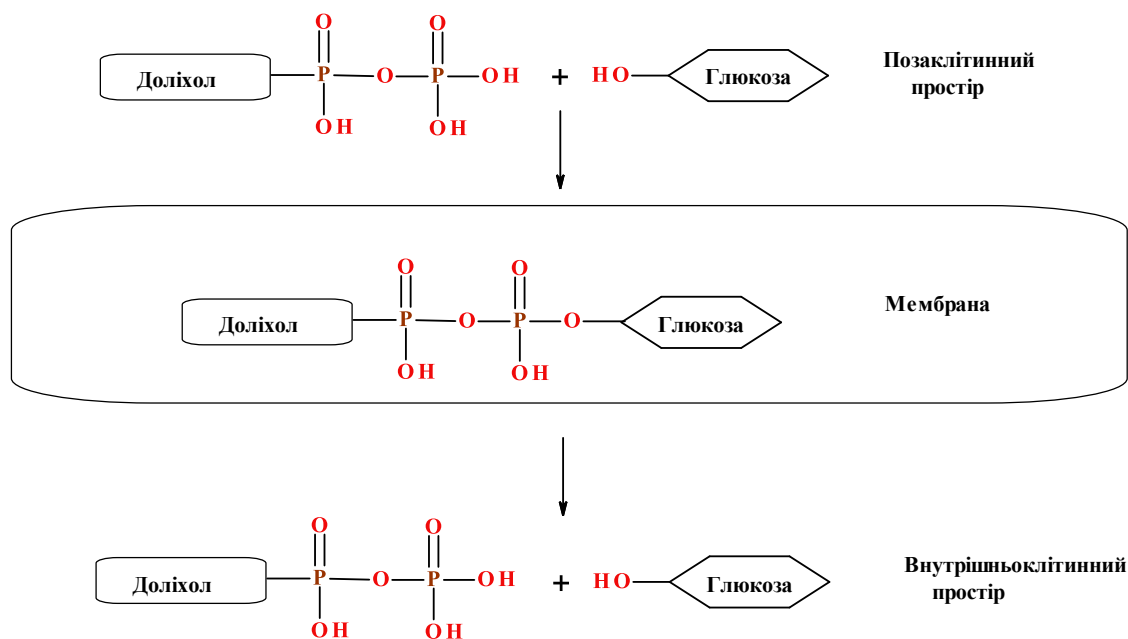 O O
Доліхол P O P OH + HO Глюкоза
OH OH
Позаклітинний
простір
O O
Доліхол P O P O Глюкоза
OH OH
Мембрана
O O
Доліхол P O P OH + HO Глюкоза
OH OH
Внутрішньоклітинний
простір